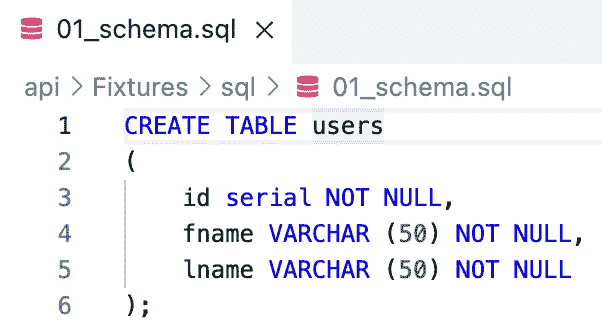 01_schema.sql ×
api > Fixtures > sql > 01_schema.sql
1 CREATE TABLE users
2 (
3 id serial NOT NULL,
4 fname VARCHAR (50) NOT NULL,
5 lname VARCHAR (50) NOT NULL
6 );